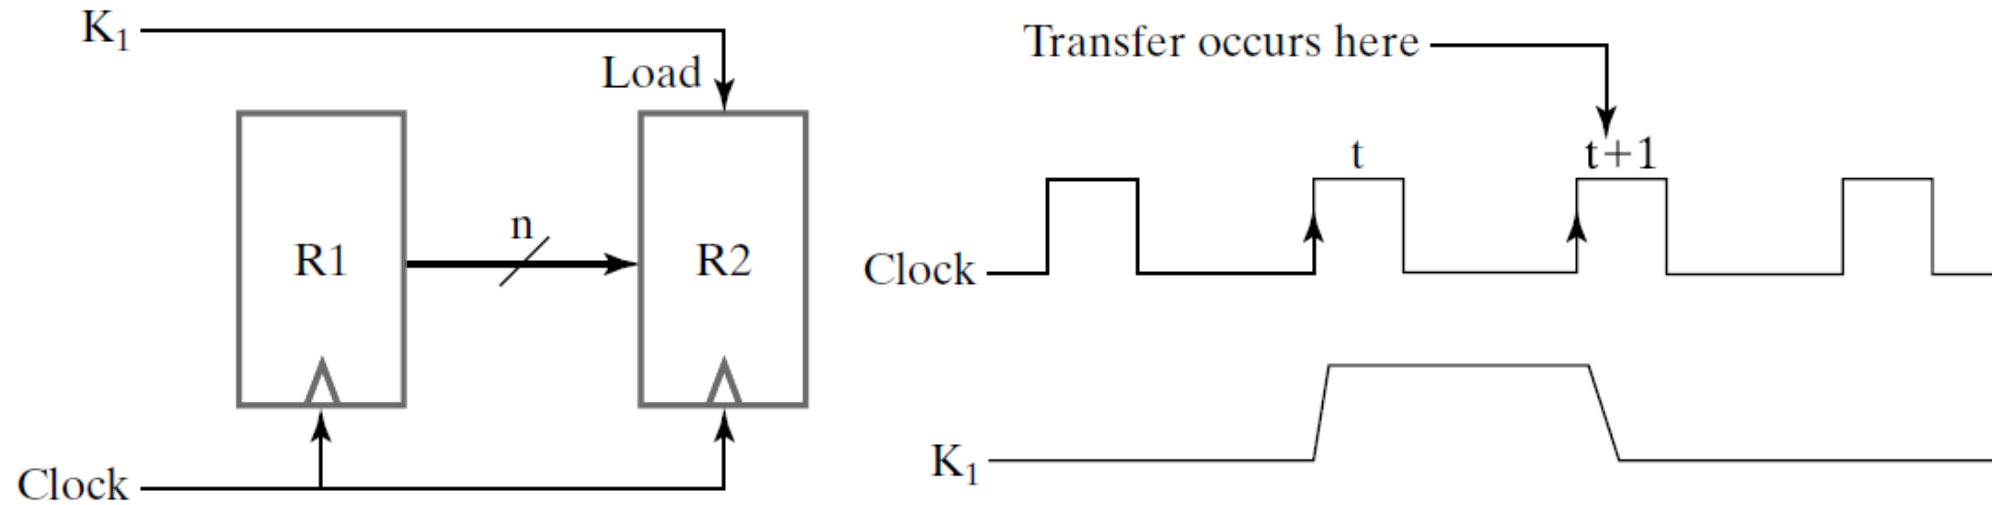 K₁
Load
R1
n
R2
Clock
Transfer occurs here
t
t+1
Clock
K₁